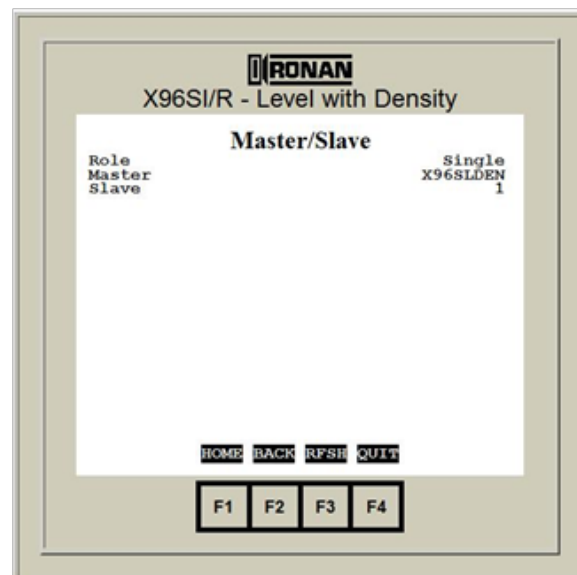 RONAN
X96SI/R - Level with Density
Master/Slave
Role Single
Master X96SLDEN
Slave 1
HOME BACK RFSH QUIT
F1 F2 F3 F4